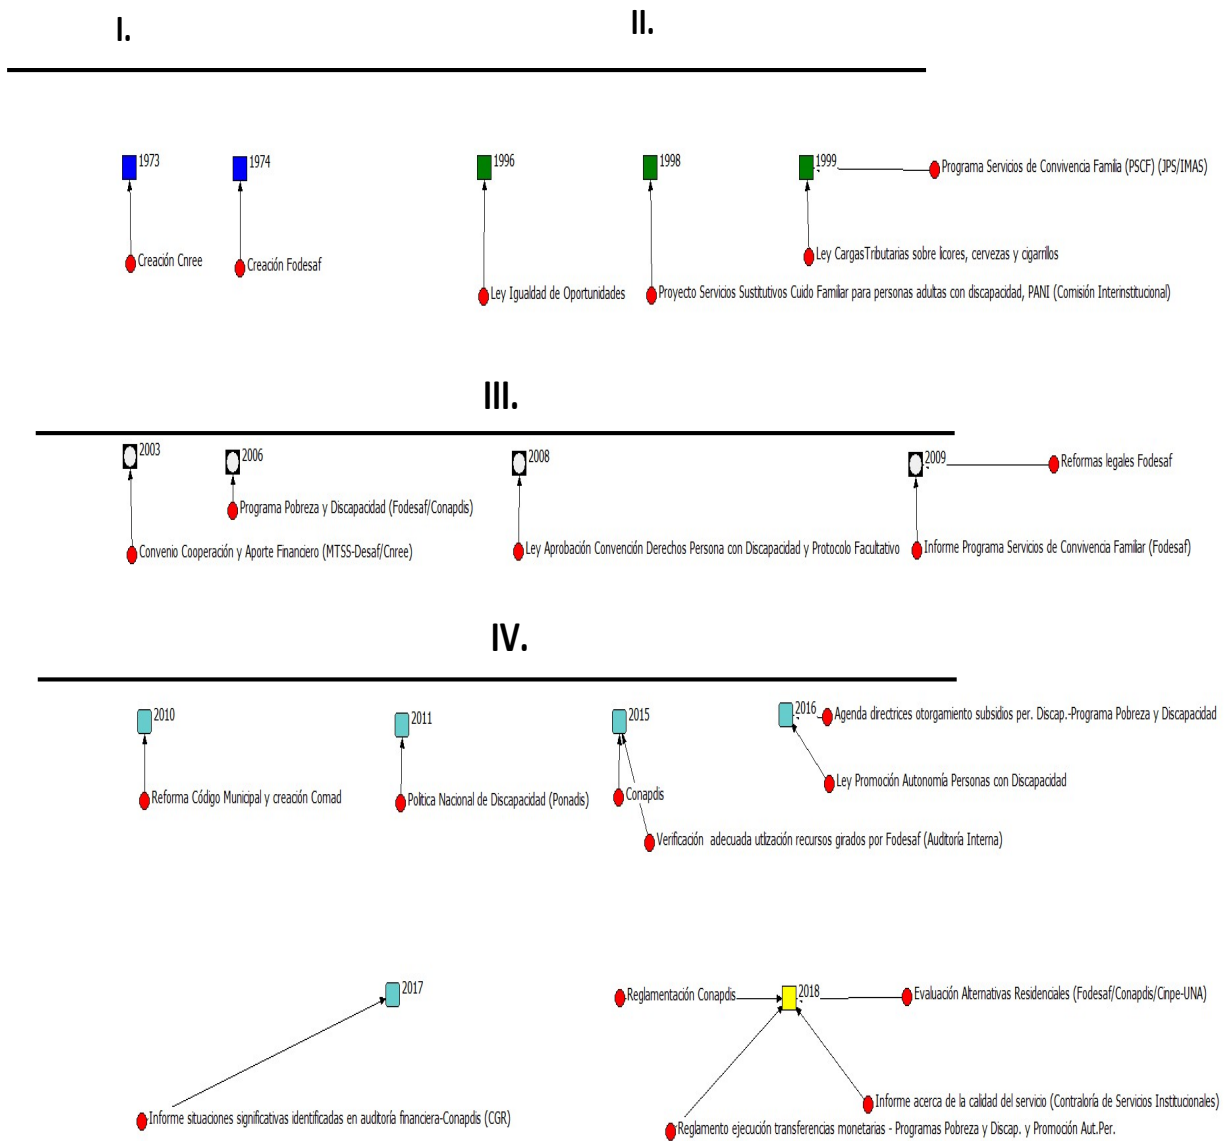 I.
II.
1973
1974
1996
1998
1999
Programa Servicios de Convivencia Familia (PSCF) (JPS/IMAS)
Creación Cnree
Creación Fodesaf
Ley CargasTributarias sobre licores, cervezas y cigarrillos
Ley Igualdad de Oportunidades
Proyecto Servicios Sustitutivos Cuido Familiar para personas adultas con discapacidad, PANI (Comisión Interinstitucional)
III.
2003
2006
2008
2009
Reformas legales Fodesaf
Programa Pobreza y Discapacidad (Fodesaf/Conapdis)
Convenio Cooperación y Aporte Financiero (MTSS-Desaf/Cnree)
Ley Aprobación Convención Derechos Persona con Discapacidad y Protocolo Facultativo
Informe Programa Servicios de Convivencia Familiar (Fodesaf)
IV.
2010
2011
2015
2016
Agenda directrices otorgamiento subsidios per. Discap.-Programa Pobreza y Discapacidad
Ley Promoción Autonomía Personas con Discapacidad
Reforma Código Municipal y creación Comad
Política Nacional de Discapacidad (Ponadis)
Conapdis
Verificación adecuada utlización recursos girados por Fodesaf (Auditoría Interna)
2017
Reglamentación Conapdis
2018
Evaluación Alternativas Residenciales (Fodesaf/Conapdis/Cinpe-UNA)
Informe situaciones significativas identificadas en auditoría financiera-Conapdis (CGR)
Informe acerca de la calidad del servicio (Contraloría de Servicios Institucionales)
Reglamento ejecución transferencias monetarias - Programas Pobreza y Discap. y Promoción Aut.Per.